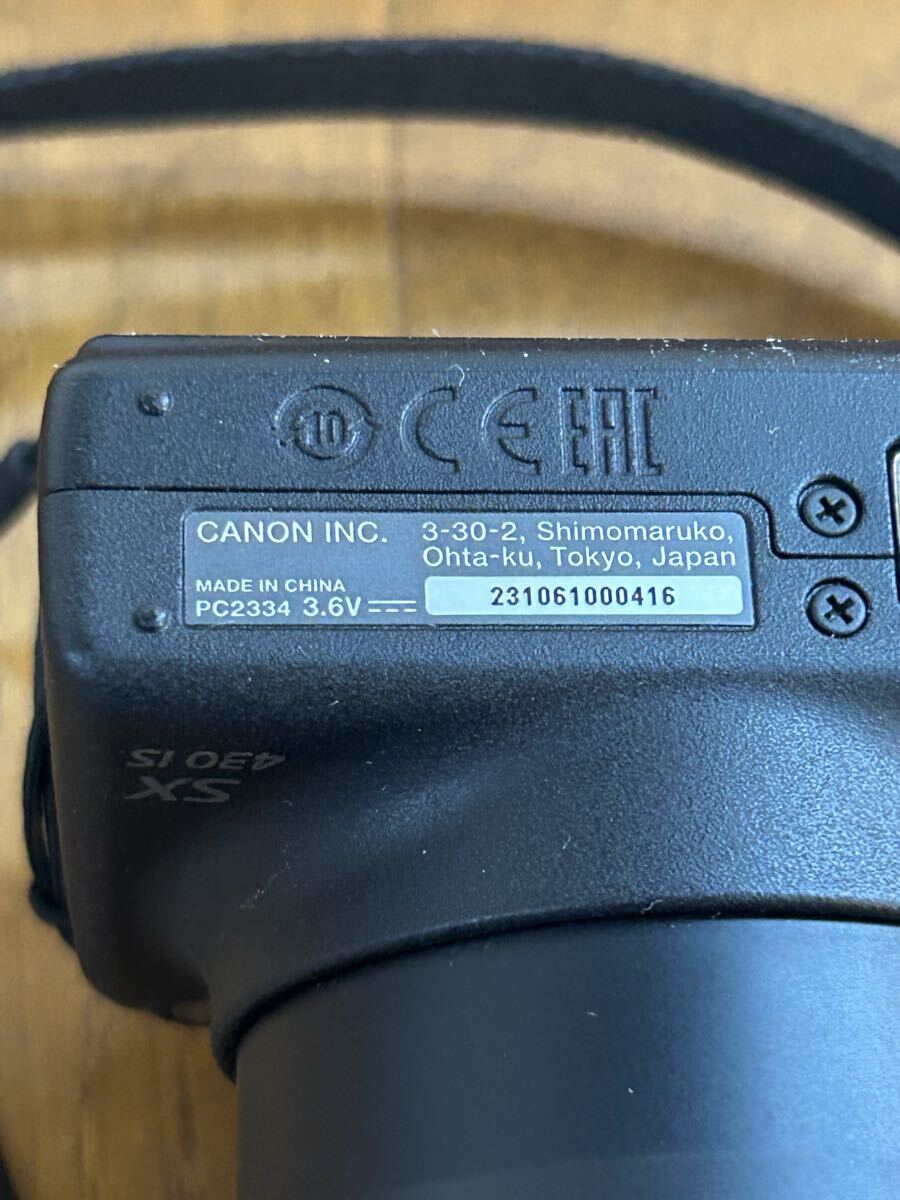 10 CE EAC
CANON INC. 3-30-2, Shimomaruko,
Ohta-ku, Tokyo, Japan
MADE IN CHINA
PC2334 3.6V 231061000416
SX
430 IS